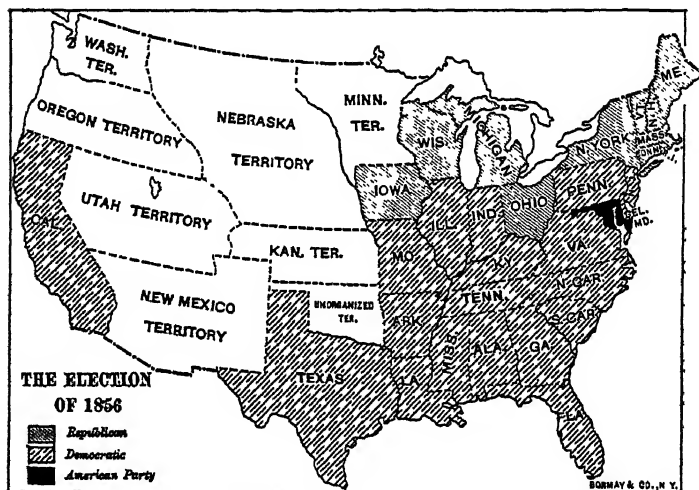 WASH.
TER.
OREGON TERRITORY
NEBRASKA
TERRITORY
MINN.
TER.
WIS.
MICHIGAN
ME.
N. YORK
MASS.
CONN.
IOWA
UTAH TERRITORY
CAL.
ILL.
IND.
OHIO
PENN.
DEL.
MD.
KAN. TER.
MO.
KY.
VA.
NEW MEXICO
TERRITORY
UNORGANIZED
TER.
TENN.
N. CAR.
S. CAR.
ARK.
TEXAS
LA.
MISS.
ALA.
GA.
FLA.
THE ELECTION
OF 1856
Republican
Democratic
American Party
BORMAY & CO., N.Y.